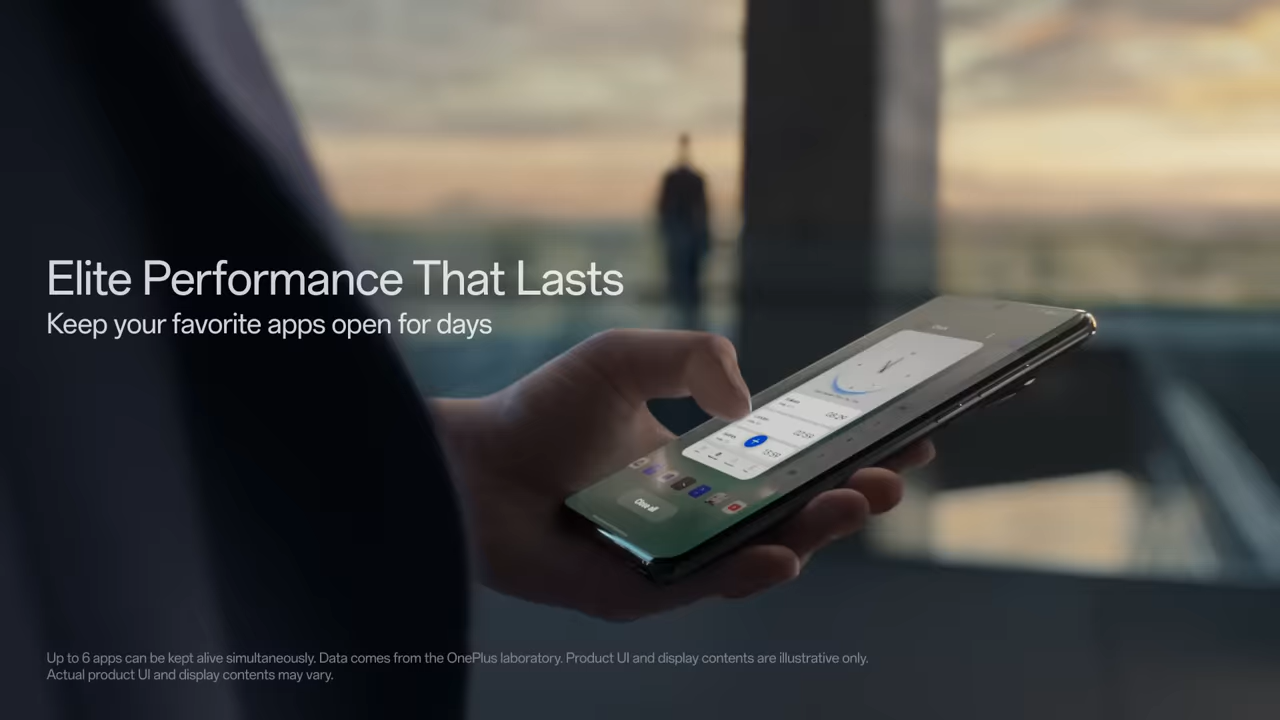 Elite Performance That Lasts
Keep your favorite apps open for days
Close all
Up to 6 apps can be kept alive simultaneously. Data comes from the OnePlus laboratory. Product UI and display contents are illustrative only.
Actual product UI and display contents may vary.